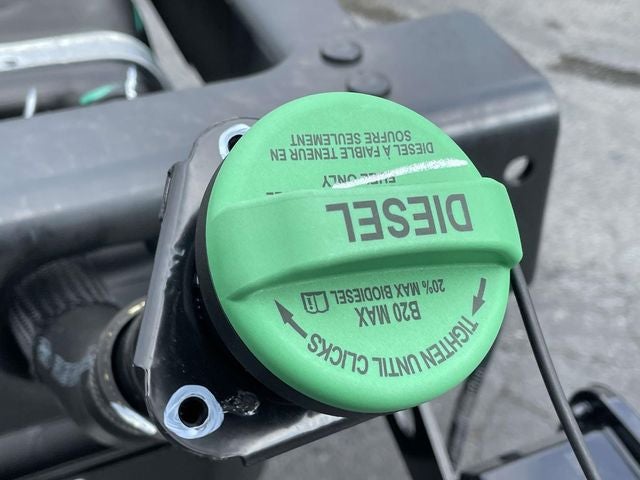 TIGHTEN UNTIL CLICKS
B20 MAX
20% MAX BIODIESEL
DIESEL
FUEL ONLY
DIESEL À FAIBLE TENEUR EN
SOUFRE SEULEMENT